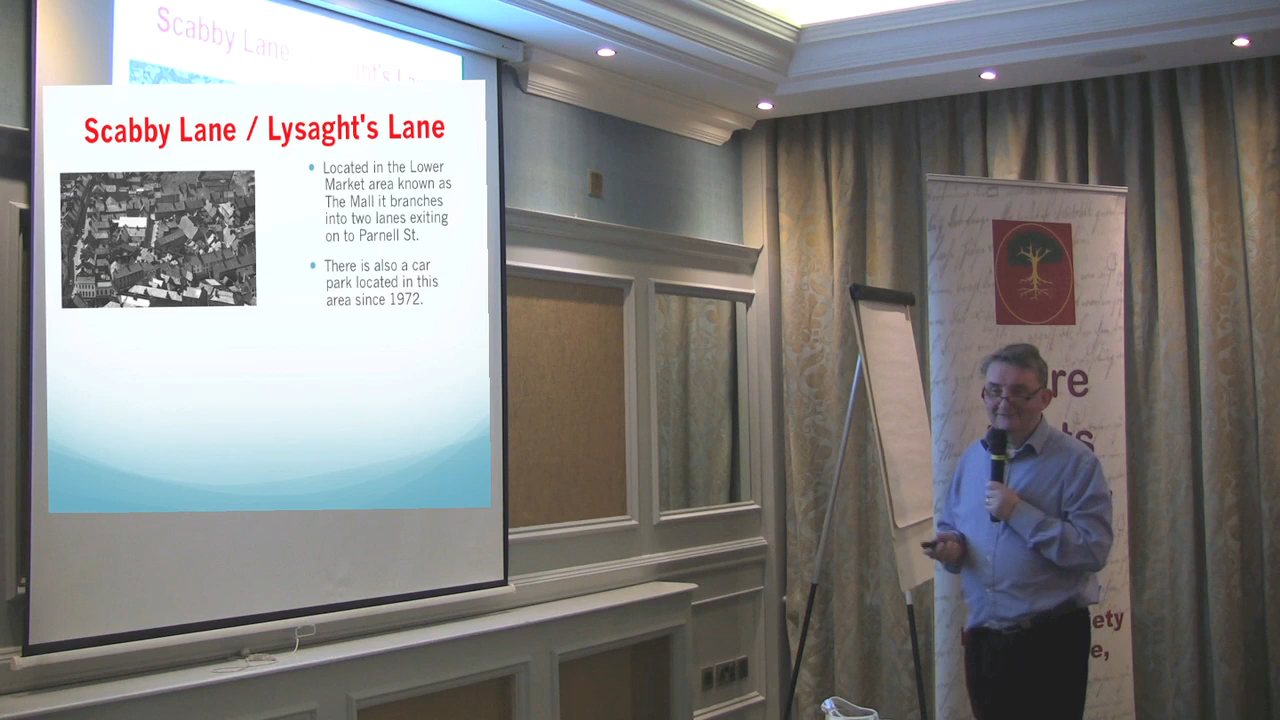 Scabby Lane
Scabby Lane / Lysaght's Lane
Located in the Lower
Market area known as
The Mall it branches
into two lanes exiting
on to Parnell St.
There is also a car
park located in this
area since 1972.